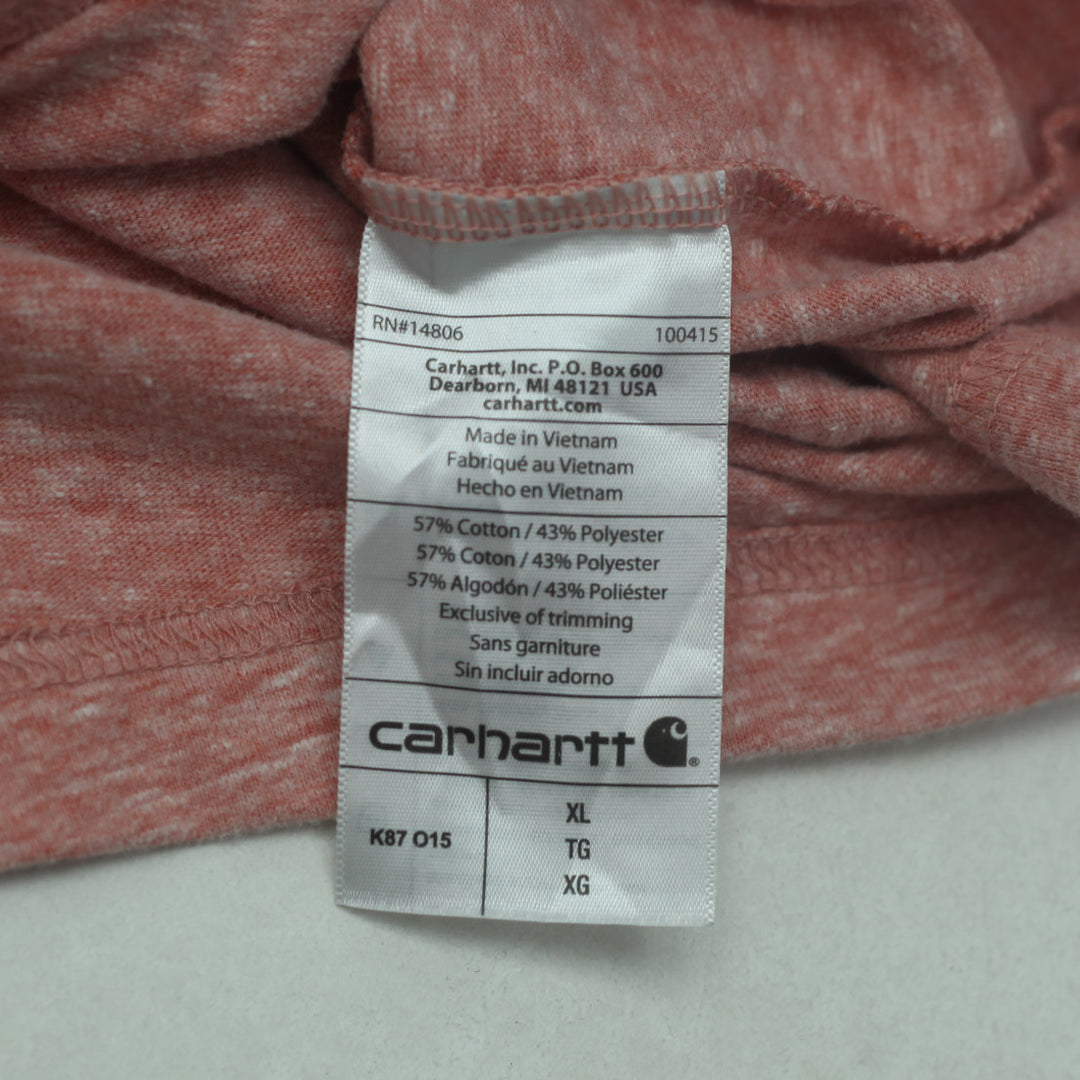 RN#14806 100415
Carhartt, Inc. P.O. Box 600
Dearborn, MI 48121 USA
carhartt.com
Made in Vietnam
Fabriqué au Vietnam
Hecho en Vietnam
57% Cotton / 43% Polyester
57% Coton / 43% Polyester
57% Algodón / 43% Poliéster
Exclusive of trimming
Sans garniture
Sin incluir adorno
carhartt ®
K87 O15
XL
TG
XG